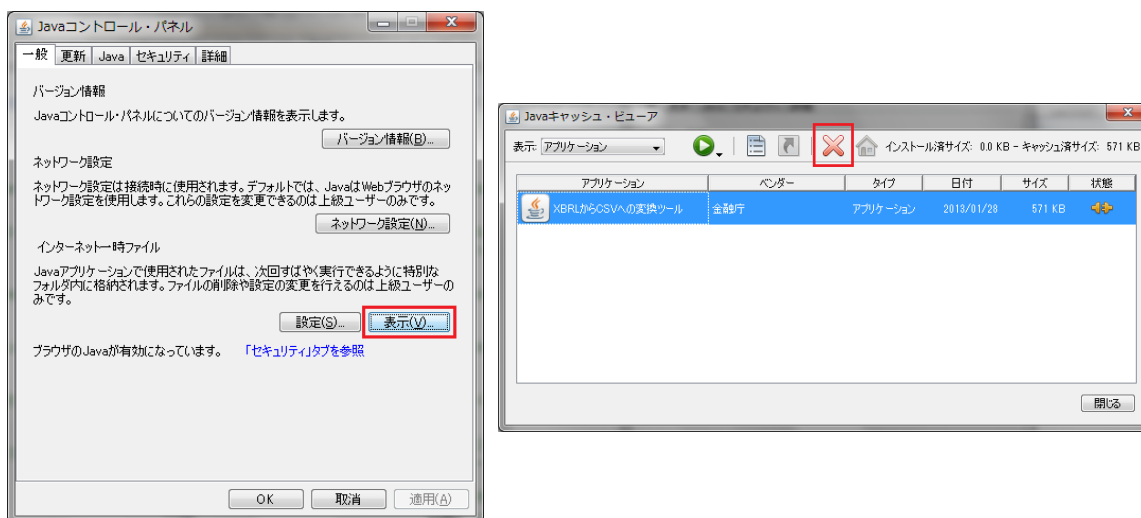 Javaコントロール・パネル
一般 更新 Java セキュリティ 詳細
バージョン情報
Javaコントロール・パネルについてのバージョン情報を表示します。
バージョン情報(B)...
ネットワーク設定
ネットワーク設定は接続時に使用されます。デフォルトでは、JavaはWebブラウザのネッ
トワーク設定を使用します。これらの設定を変更できるのは上級ユーザーのみです。
ネットワーク設定(N)...
インターネット一時ファイル
Javaアプリケーションで使用されたファイルは、次回すばやく実行できるように特別な
フォルダ内に格納されます。ファイルの削除や設定の変更を行えるのは上級ユーザーの
みです。
設定(S)... 表示(V)...
ブラウザのJavaが有効になっています。 「セキュリティ」タブを参照
OK 取消 適用(A)
Javaキャッシュ・ビューア
表示: アプリケーション インストール済サイズ: 0.0 KB - キャッシュ済サイズ: 571 KB
アプリケーション ベンダー タイプ 日付 サイズ 状態
XBRLからCSVへの変換ツール 金融庁 アプリケーション 2013/01/28 571 KB
閉じる